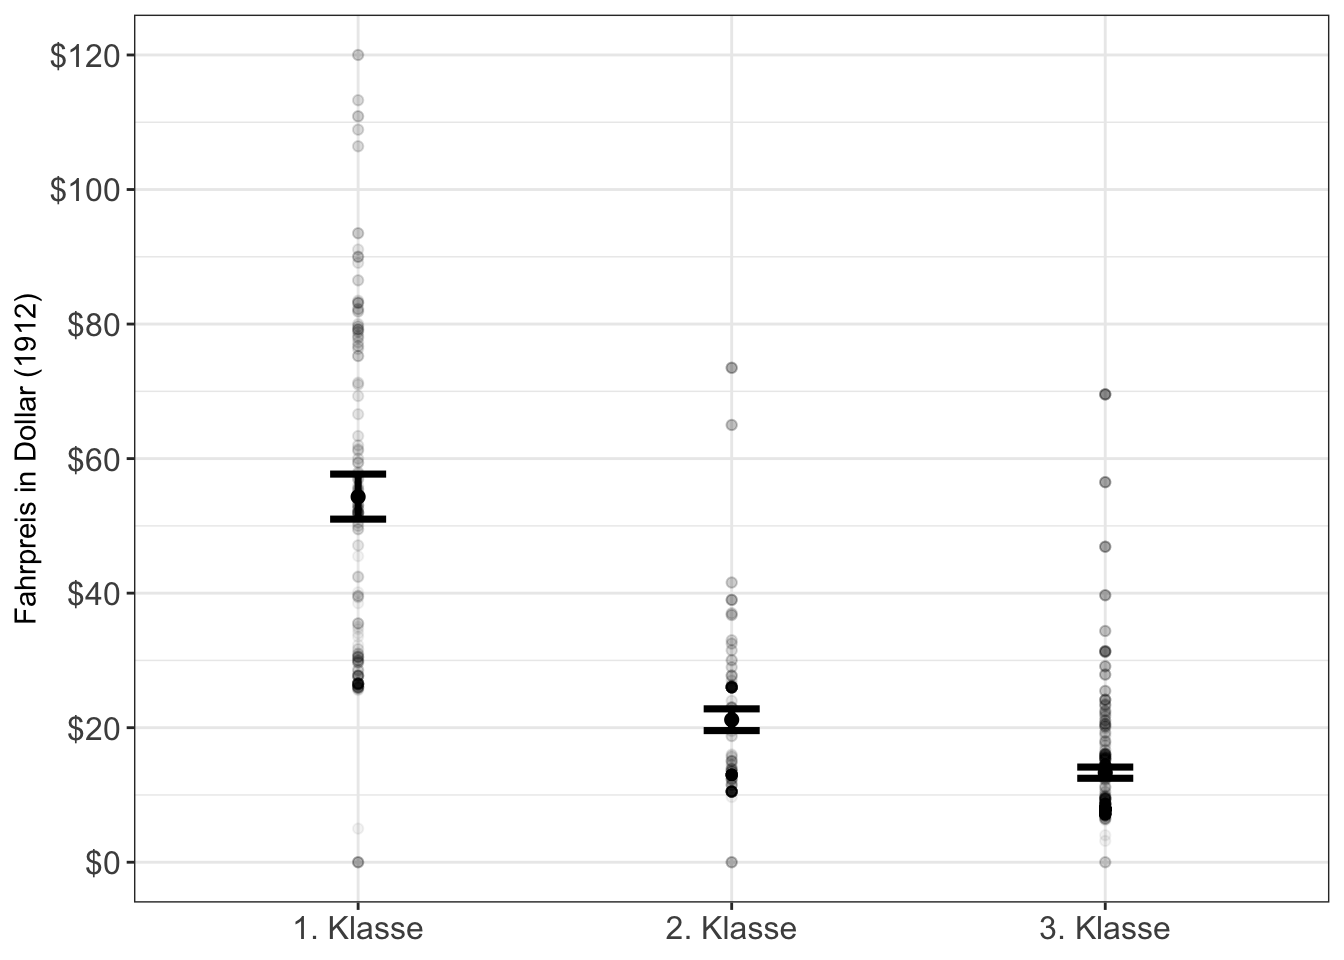 Fahrpreis in Dollar (1912)
$120
$100
$80
$60
$40
$20
$0
1. Klasse
2. Klasse
3. Klasse